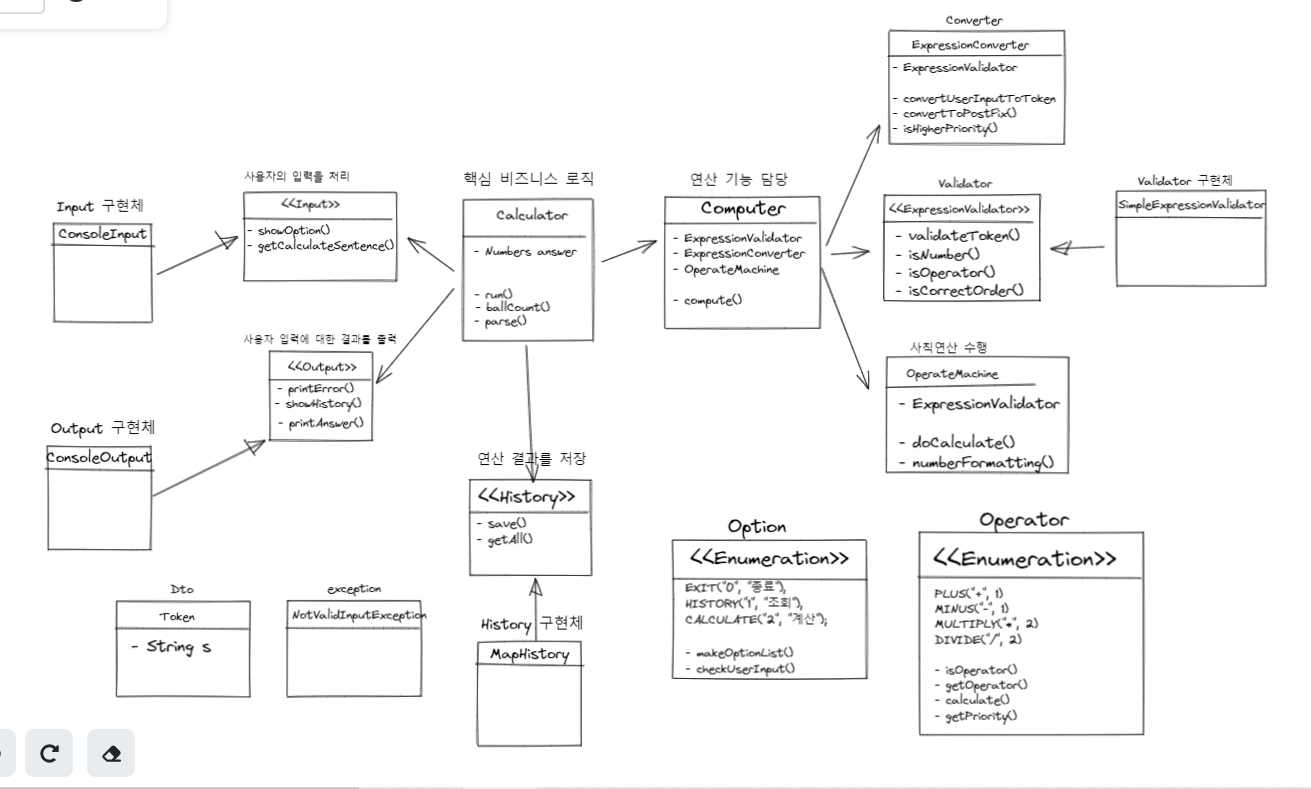 Converter
ExpressionConverter
- ExpressionValidator
- convertUserInputToToken
- convertToPostFix()
- isHigherPriority()
Input 구현체
ConsoleInput
사용자의 입력을 처리
<<Input>>
- showOption()
- getCalculateSentence()
핵심 비즈니스 로직
Calculator
- Numbers answer
- run()
- ballCount()
- parse()
연산 기능 담당
Computer
- ExpressionValidator
- ExpressionConverter
- OperateMachine
- compute()
Validator
<<ExpressionValidator>>
- validateToken()
- isNumber()
- isOperator()
- isCorrectOrder()
Validator 구현체
SimpleExpressionValidator
사용자 입력에 대한 결과를 출력
<<Output>>
- printError()
- showHistory()
- printAnswer()
사칙연산 수행
OperateMachine
- ExpressionValidator
- doCalculate()
- numberFormatting()
Output 구현체
ConsoleOutput
연산 결과를 저장
<<History>>
- save()
- getAll()
History 구현체
MapHistory
Dto
Token
- String s
exception
NotValidInputException
Option
<<Enumeration>>
EXIT("0", "종료"),
HISTORY("1", "조회"),
CALCULATE("2", "계산");
- makeOptionList()
- checkUserInput()
Operator
<<Enumeration>>
PLUS("+", 1)
MINUS("-", 1)
MULTIPLY("*", 2)
DIVIDE("/", 2)
- isOperator()
- getOperator()
- calculate()
- getPriority()